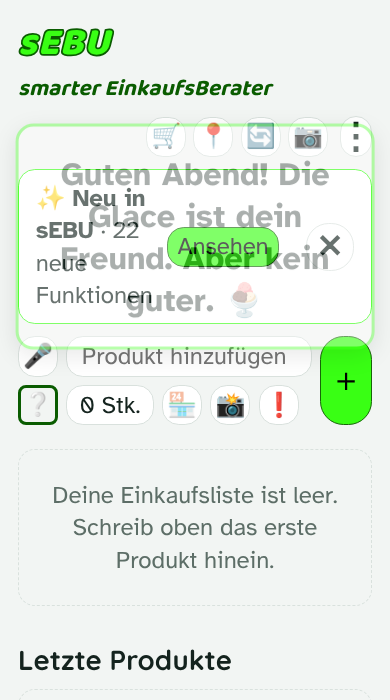 sEBU
smarter EinkaufsBerater
Guten Abend! Die
Glace ist dein
Freund. Aber kein
guter.
✨ Neu in
sEBU · 22
neue
Funktionen
Ansehen
✕
Produkt hinzufügen
+
0 Stk.
Deine Einkaufsliste ist leer.
Schreib oben das erste
Produkt hinein.
Letzte Produkte